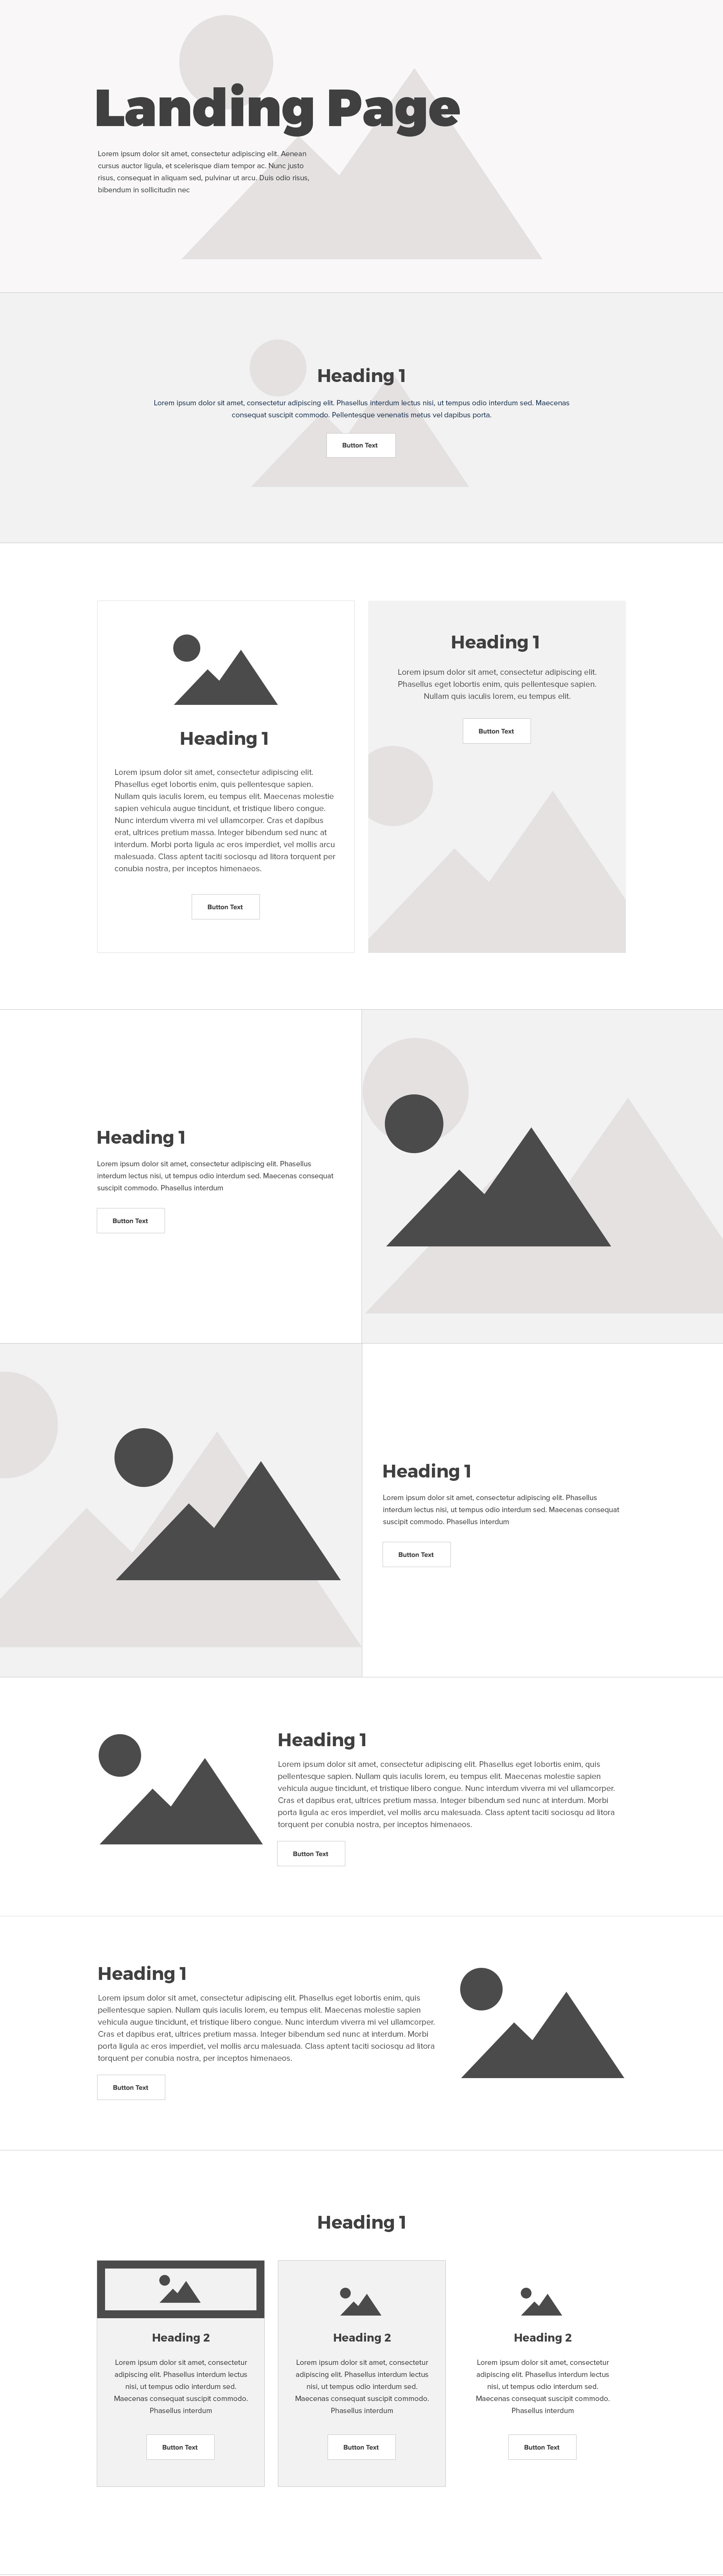 Landing Page
Lorem ipsum dolor sit amet, consectetur adipiscing elit. Aenean
cursus auctor ligula, et scelerisque diam tempor ac. Nunc justo
risus, consequat in aliquam sed, pulvinar ut arcu. Duis odio risus,
bibendum in sollicitudin nec
Heading 1
Lorem ipsum dolor sit amet, consectetur adipiscing elit. Phasellus interdum lectus nisi, ut tempus odio interdum sed. Maecenas
consequat suscipit commodo. Pellentesque venenatis metus vel dapibus porta.
Button Text
Heading 1
Lorem ipsum dolor sit amet, consectetur adipiscing elit.
Phasellus eget lobortis enim, quis pellentesque sapien.
Nullam quis iaculis lorem, eu tempus elit. Maecenas molestie
sapien vehicula augue tincidunt, et tristique libero congue.
Nunc interdum viverra mi vel ullamcorper. Cras et dapibus
erat, ultrices pretium massa. Integer bibendum sed nunc at
interdum. Morbi porta ligula ac eros imperdiet, vel mollis arcu
malesuada. Class aptent taciti sociosqu ad litora torquent per
conubia nostra, per inceptos himenaeos.
Button Text
Heading 1
Lorem ipsum dolor sit amet, consectetur adipiscing elit.
Phasellus eget lobortis enim, quis pellentesque sapien.
Nullam quis iaculis lorem, eu tempus elit.
Button Text
Heading 1
Lorem ipsum dolor sit amet, consectetur adipiscing elit. Phasellus
interdum lectus nisi, ut tempus odio interdum sed. Maecenas consequat
suscipit commodo. Phasellus interdum
Button Text
Heading 1
Lorem ipsum dolor sit amet, consectetur adipiscing elit. Phasellus
interdum lectus nisi, ut tempus odio interdum sed. Maecenas consequat
suscipit commodo. Phasellus interdum
Button Text
Heading 1
Lorem ipsum dolor sit amet, consectetur adipiscing elit. Phasellus eget lobortis enim, quis
pellentesque sapien. Nullam quis iaculis lorem, eu tempus elit. Maecenas molestie sapien
vehicula augue tincidunt, et tristique libero congue. Nunc interdum viverra mi vel ullamcorper.
Cras et dapibus erat, ultrices pretium massa. Integer bibendum sed nunc at interdum. Morbi
porta ligula ac eros imperdiet, vel mollis arcu malesuada. Class aptent taciti sociosqu ad litora
torquent per conubia nostra, per inceptos himenaeos.
Button Text
Heading 1
Lorem ipsum dolor sit amet, consectetur adipiscing elit. Phasellus eget lobortis enim, quis
pellentesque sapien. Nullam quis iaculis lorem, eu tempus elit. Maecenas molestie sapien
vehicula augue tincidunt, et tristique libero congue. Nunc interdum viverra mi vel ullamcorper.
Cras et dapibus erat, ultrices pretium massa. Integer bibendum sed nunc at interdum. Morbi
porta ligula ac eros imperdiet, vel mollis arcu malesuada. Class aptent taciti sociosqu ad litora
torquent per conubia nostra, per inceptos himenaeos.
Button Text
Heading 1
Heading 2
Lorem ipsum dolor sit amet, consectetur
adipiscing elit. Phasellus interdum lectus
nisi, ut tempus odio interdum sed.
Maecenas consequat suscipit commodo.
Phasellus interdum
Button Text
Heading 2
Lorem ipsum dolor sit amet, consectetur
adipiscing elit. Phasellus interdum lectus
nisi, ut tempus odio interdum sed.
Maecenas consequat suscipit commodo.
Phasellus interdum
Button Text
Heading 2
Lorem ipsum dolor sit amet, consectetur
adipiscing elit. Phasellus interdum lectus
nisi, ut tempus odio interdum sed.
Maecenas consequat suscipit commodo.
Phasellus interdum
Button Text